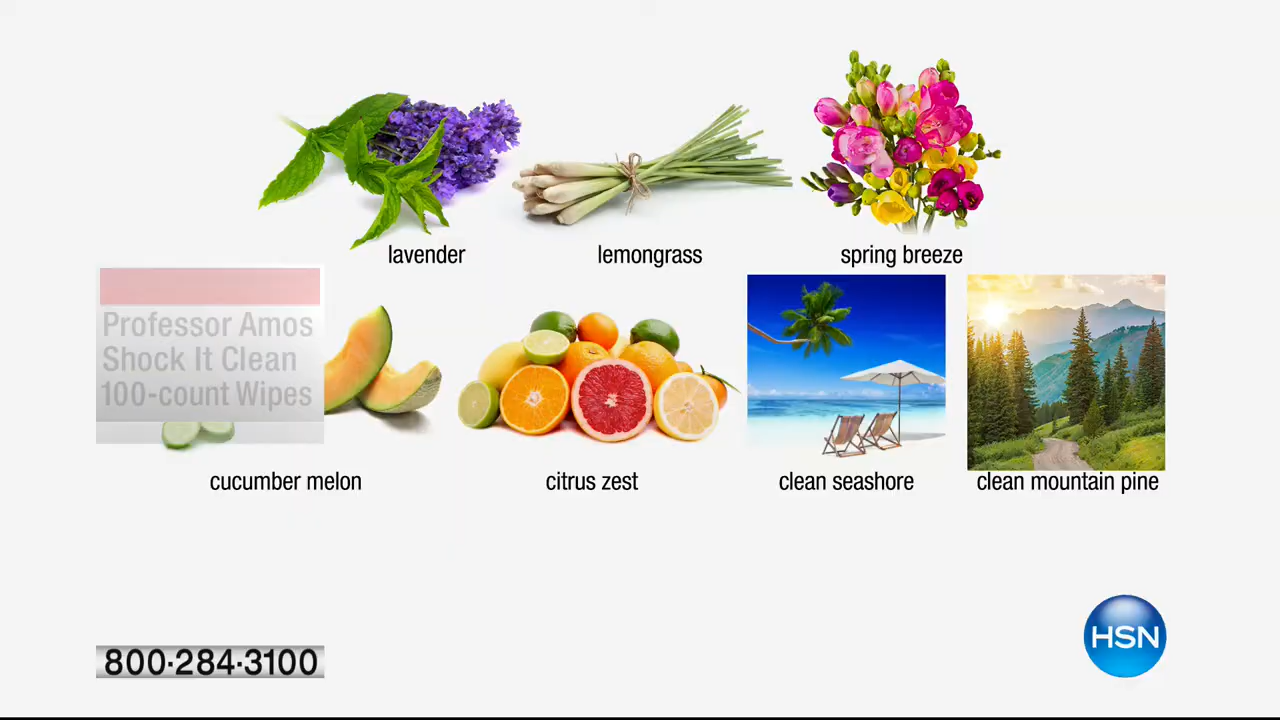 lavender
lemongrass
spring breeze
Professor Amos
Shock It Clean
100-count Wipes
cucumber melon
citrus zest
clean seashore
clean mountain pine
800-284-3100
HSN